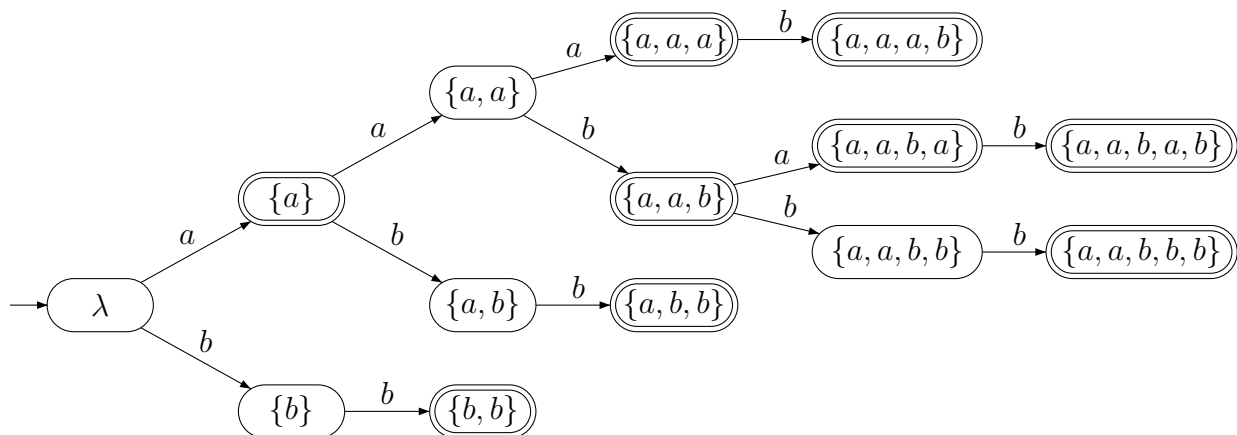 {a, a, a} b {a, a, a, b}
a
{a, a}
a b {a, a, b, a} b {a, a, b, a, b}
a
{a} {a, a, b}
b
a b {a, a, b, b} b {a, a, b, b, b}
λ {a, b} b {a, b, b}
b
{b} b {b, b}